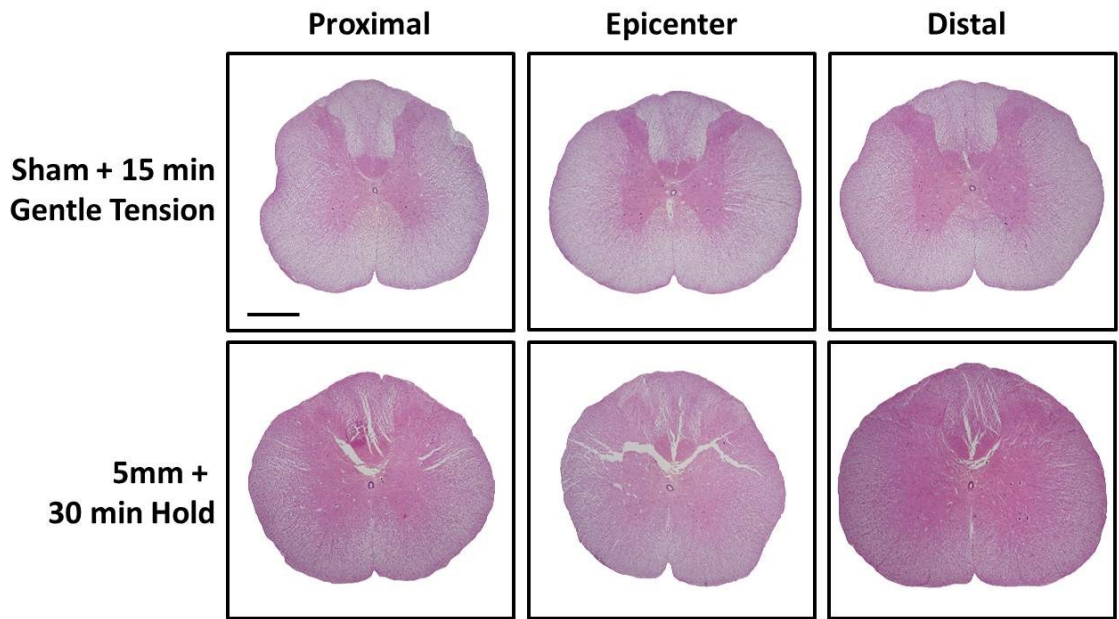 Proximal
Epicenter
Distal
Sham + 15 min
Gentle Tension
5mm +
30 min Hold